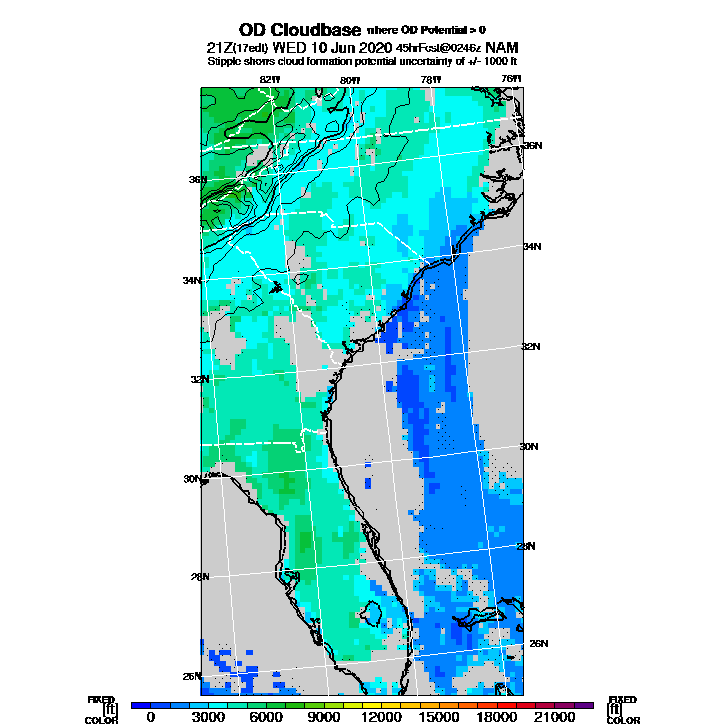 OD Cloudbase where OD Potential > 0
21Z(17edt) WED 10 Jun 2020 45hrFcst@0246z NAM
Stipple shows cloud formation potential uncertainty of +/- 1000 ft
82W 80W 78W 76W
36N
36N
34N
34N
32N
32N
30N
30N
28N
28N
26N
26N
FIXED FIXED
[ft] [ft]
COLOR 0 3000 6000 9000 12000 15000 18000 21000 COLOR